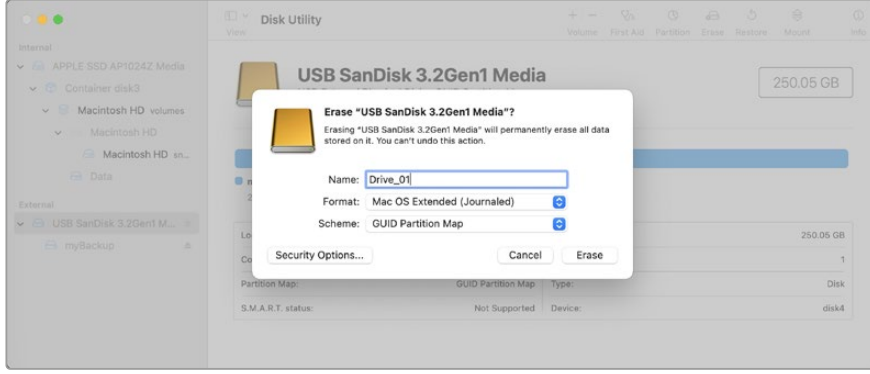 Disk Utility
View
Volume First Aid Partition Erase Restore Mount Info
Internal
APPLE SSD AP1024Z Media
Container disk3
Macintosh HD volumes
Macintosh HD
Macintosh HD sn...
Data
External
USB SanDisk 3.2Gen1 M...
myBackup
USB SanDisk 3.2Gen1 Media
250.05 GB
Erase “USB SanDisk 3.2Gen1 Media”?
Erasing “USB SanDisk 3.2Gen1 Media” will permanently erase all data
stored on it. You can’t undo this action.
Name: Drive_01
Format: Mac OS Extended (Journaled)
Scheme: GUID Partition Map
Security Options... Cancel Erase
250.05 GB
1
Partition Map: GUID Partition Map Type: Disk
S.M.A.R.T. status: Not Supported Device: disk4